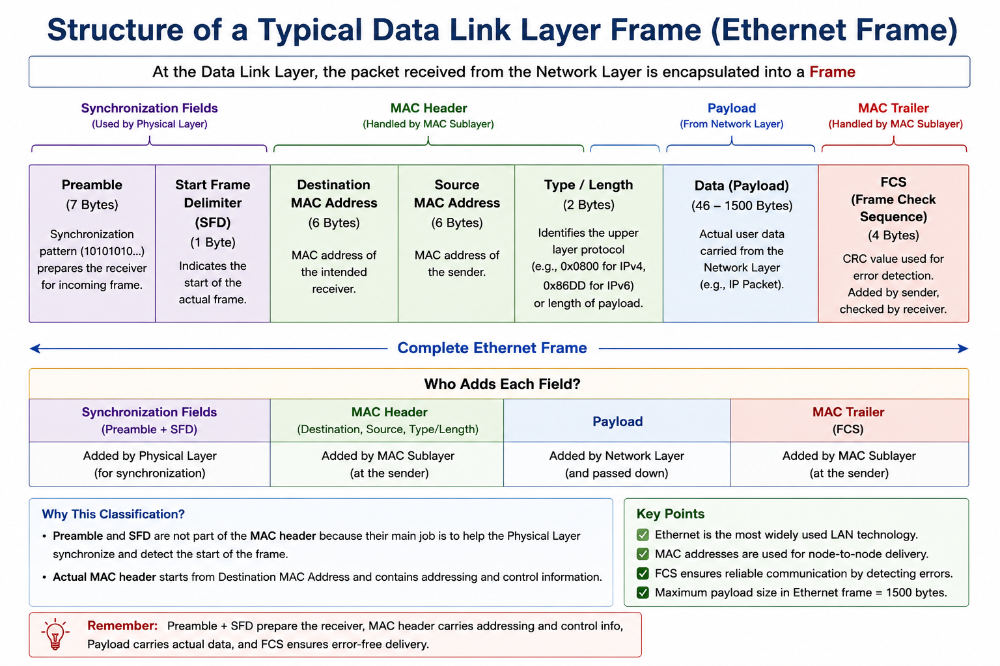 Structure of a Typical Data Link Layer Frame (Ethernet Frame)
At the Data Link Layer, the packet received from the Network Layer is encapsulated into a Frame
Synchronization Fields
(Used by Physical Layer)
MAC Header
(Handled by MAC Sublayer)
Payload
(From Network Layer)
MAC Trailer
(Handled by MAC Sublayer)
Preamble
(7 Bytes)
Synchronization
pattern (10101010...)
prepares the receiver
for incoming frame.
Start Frame
Delimiter
(SFD)
(1 Byte)
Indicates the
start of the
actual frame.
Destination
MAC Address
(6 Bytes)
MAC address of
the intended
receiver.
Source
MAC Address
(6 Bytes)
MAC address of
the sender.
Type / Length
(2 Bytes)
Identifies the upper
layer protocol
(e.g., 0x0800 for IPv4,
0x86DD for IPv6)
or length of payload.
Data (Payload)
(46 – 1500 Bytes)
Actual user data
carried from the
Network Layer
(e.g., IP Packet).
FCS
(Frame Check
Sequence)
(4 Bytes)
CRC value used for
error detection.
Added by sender,
checked by receiver.
Complete Ethernet Frame
Who Adds Each Field?
Synchronization Fields
(Preamble + SFD)
MAC Header
(Destination, Source, Type/Length)
Payload
MAC Trailer
(FCS)
Added by Physical Layer
(for synchronization)
Added by MAC Sublayer
(at the sender)
Added by Network Layer
(and passed down)
Added by MAC Sublayer
(at the sender)
Why This Classification?
• Preamble and SFD are not part of the MAC header because their main job is to help the Physical Layer
synchronize and detect the start of the frame.
• Actual MAC header starts from Destination MAC Address and contains addressing and control information.
Key Points
Ethernet is the most widely used LAN technology.
MAC addresses are used for node-to-node delivery.
FCS ensures reliable communication by detecting errors.
Maximum payload size in Ethernet frame = 1500 bytes.
Remember: Preamble + SFD prepare the receiver, MAC header carries addressing and control info,
Payload carries actual data, and FCS ensures error-free delivery.